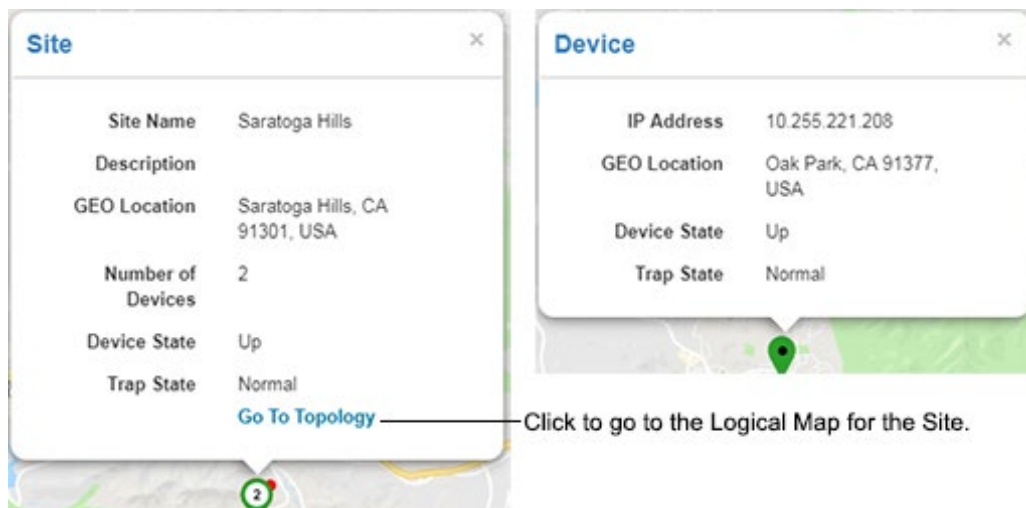 Site ×
Site Name Saratoga Hills
Description
GEO Location Saratoga Hills, CA
91301, USA
Number of 2
Devices
Device State Up
Trap State Normal
Go To Topology
2
Device ×
IP Address 10.255.221.208
GEO Location Oak Park, CA 91377,
USA
Device State Up
Trap State Normal
Click to go to the Logical Map for the Site.